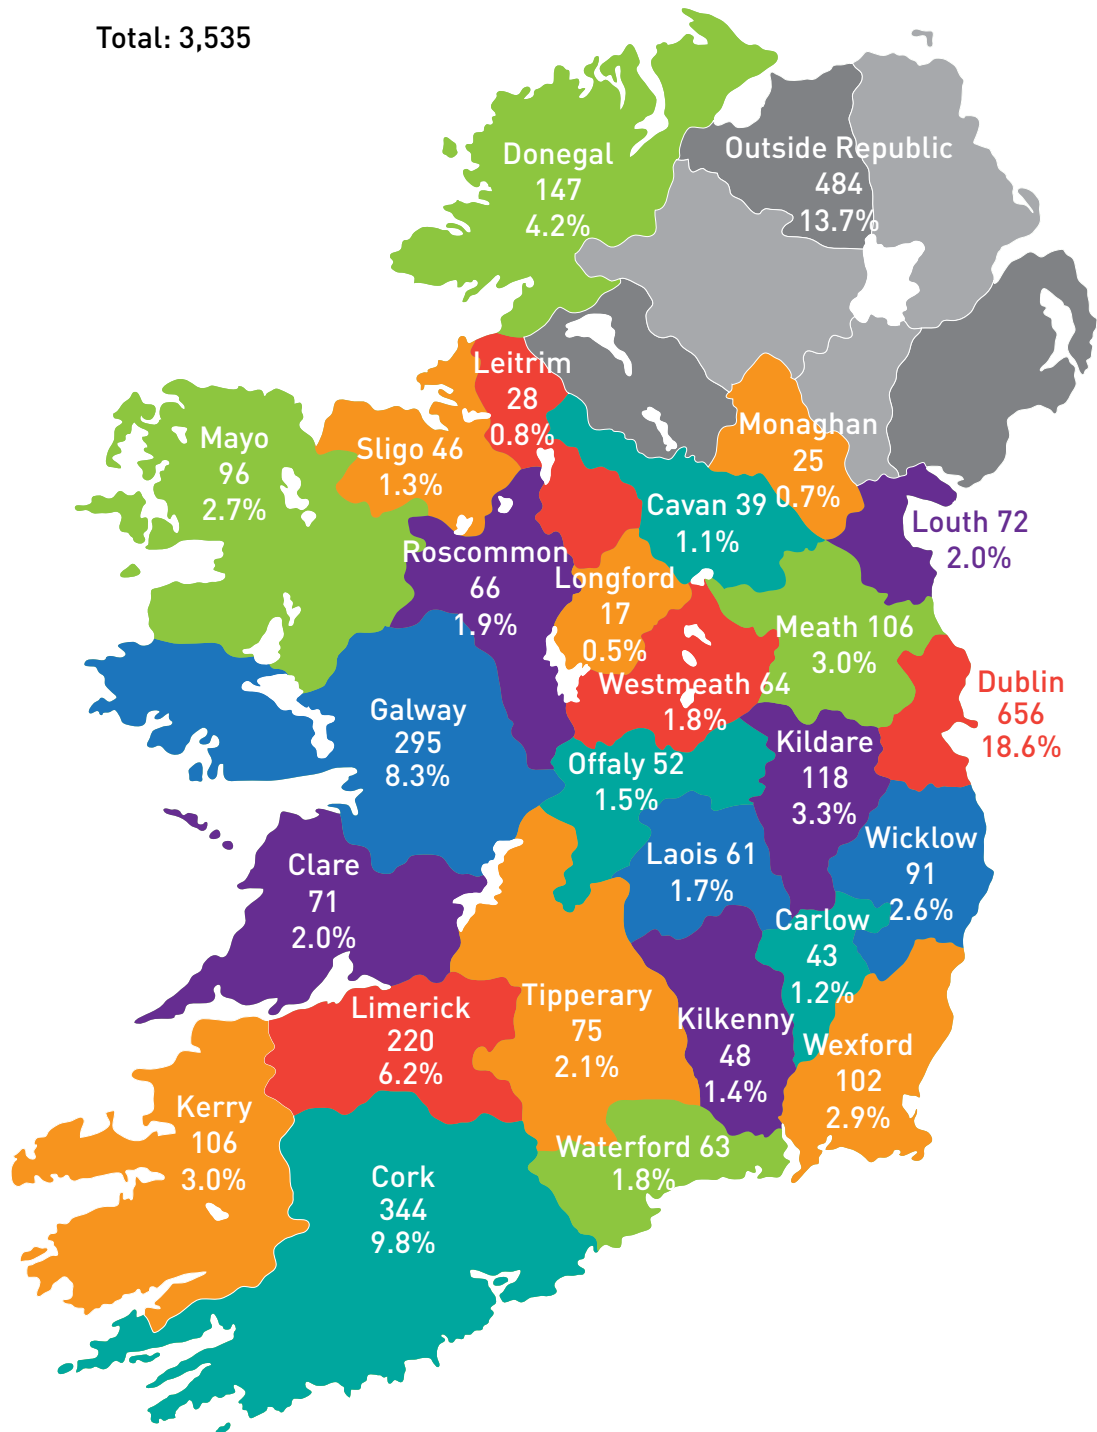 Total: 3,535
Donegal
147
4.2%
Outside Republic
484
13.7%
Leitrim
28
0.8%
Mayo
96
2.7%
Sligo 46
1.3%
Monaghan
25
0.7%
Cavan 39
1.1%
Louth 72
2.0%
Roscommon
66
1.9%
Longford
17
0.5%
Meath 106
3.0%
Westmeath 64
1.8%
Dublin
656
18.6%
Galway
295
8.3%
Kildare
118
3.3%
Offaly 52
1.5%
Wicklow
91
2.6%
Laois 61
1.7%
Clare
71
2.0%
Carlow
43
1.2%
Tipperary
75
2.1%
Limerick
220
6.2%
Kilkenny
48
1.4%
Wexford
102
2.9%
Kerry
106
3.0%
Waterford 63
1.8%
Cork
344
9.8%